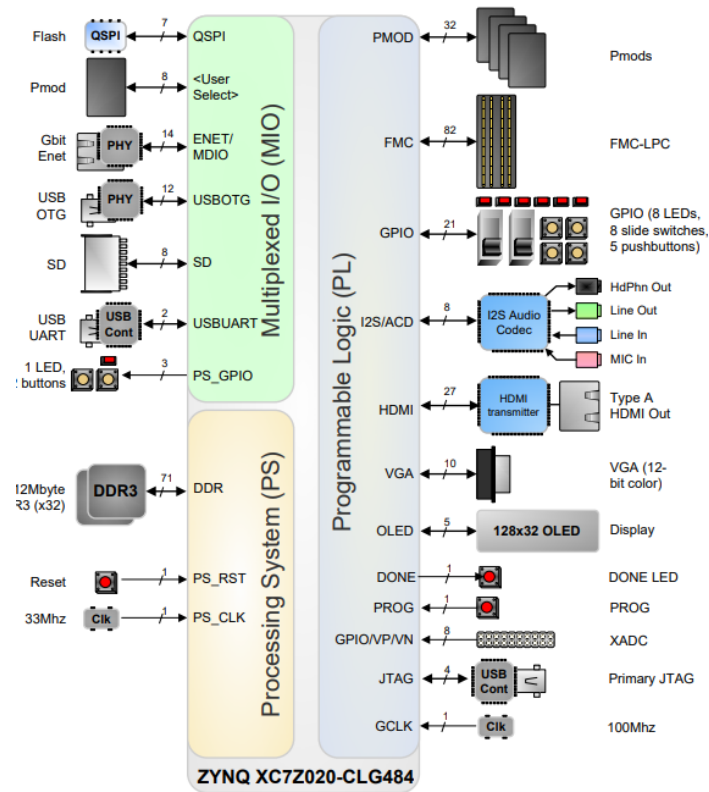 Flash
QSPI
7
QSPI
Pmod
8
<User
Select>
Gbit
Enet
PHY
14
ENET/
MDIO
USB
OTG
PHY
12
USBOTG
SD
8
SD
USB
UART
USB
Cont
2
USBUART
1 LED,
buttons
3
PS_GPIO
Multiplexed I/O (MIO)
2Mbyte
R3 (x32)
DDR3
71
DDR
Reset
1
PS_RST
33Mhz
Clk
1
PS_CLK
Processing System (PS)
Programmable Logic (PL)
PMOD
32
Pmods
FMC
82
FMC-LPC
GPIO
21
GPIO (8 LEDs,
8 slide switches,
5 pushbuttons)
I2S/ACD
8
I2S Audio
Codec
HdPhn Out
Line Out
Line In
MIC In
HDMI
27
HDMI
transmitter
Type A
HDMI Out
VGA
10
VGA (12-
bit color)
OLED
5
128x32 OLED
Display
DONE
1
DONE LED
PROG
1
PROG
GPIO/VP/VN
8
XADC
JTAG
4
USB
Cont
Primary JTAG
GCLK
1
Clk
100Mhz
ZYNQ XC7Z020-CLG484